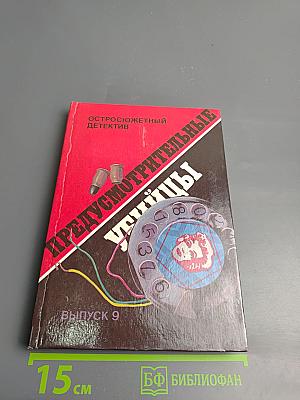 ОСТРОСЮЖЕТНЫЙ
ДЕТЕКТИВ
ПРЕДУСМОТРИТЕЛЬНЫЕ
УБИЙЦЫ
ВЫПУСК 9
15 см
БФ БИБЛИОФАН